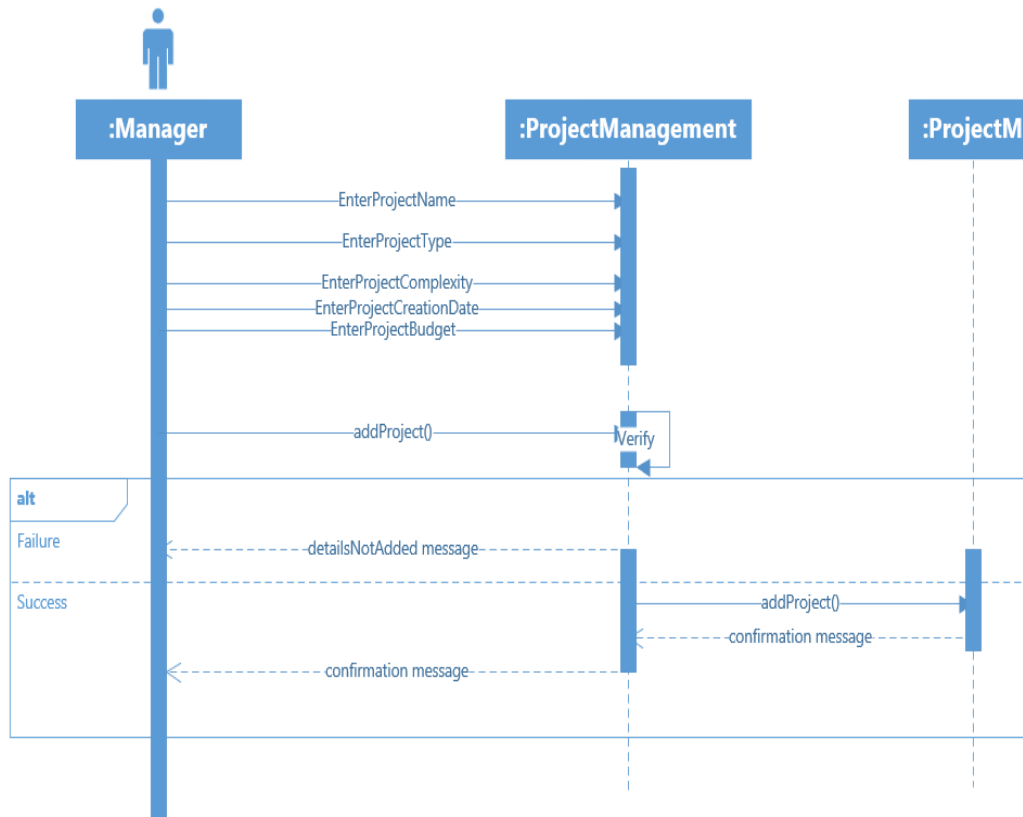 :Manager
:ProjectManagement
:ProjectM
EnterProjectName
EnterProjectType
EnterProjectComplexity
EnterProjectCreationDate
EnterProjectBudget
addProject()
Verify
alt
Failure
detailsNotAdded message
Success
addProject()
confirmation message
confirmation message